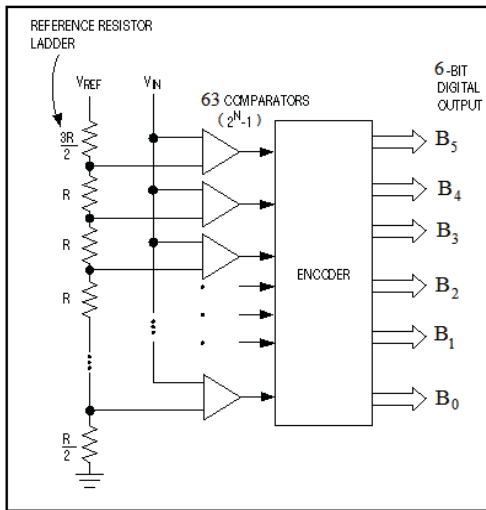 REFERENCE RESISTOR
LADDER
VREF
VIN
63 COMPARATORS
(2^N-1)
6-BIT
DIGITAL
OUTPUT
3R/2
R
R
R
R/2
ENCODER
B5
B4
B3
B2
B1
B0